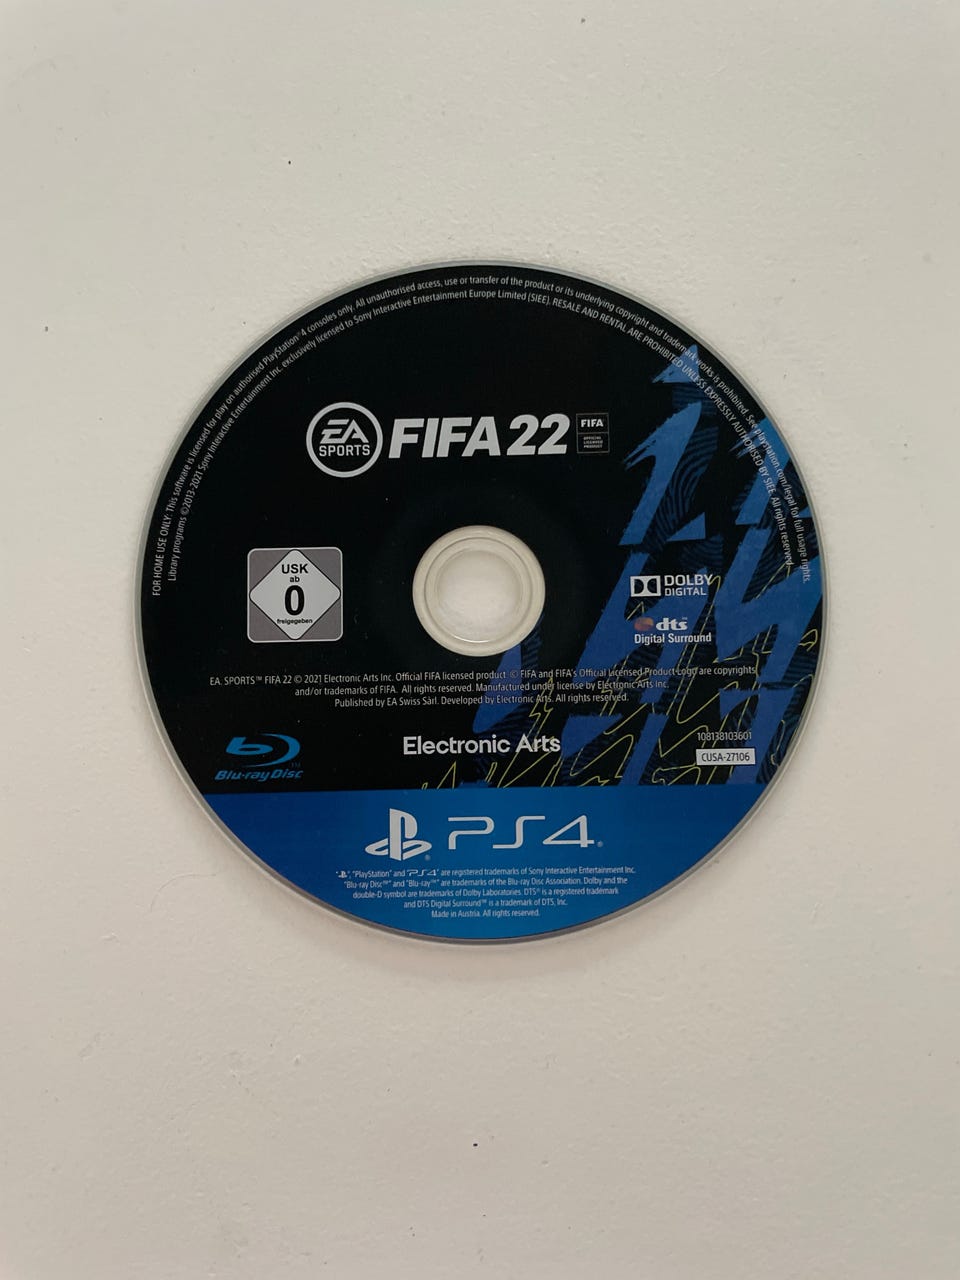 FOR HOME USE ONLY: This software is licensed for play on authorised PlayStation®4 consoles only. All unauthorised access, use or transfer of the product or its underlying copyright and trademark works is prohibited. See playstation.com/legal for full usage rights.
Library programs ©2013-2021 Sony Interactive Entertainment Inc. exclusively licensed to Sony Interactive Entertainment Europe Limited (SIEE). RESALE AND RENTAL ARE PROHIBITED UNLESS EXPRESSLY AUTHORISED BY SIEE. All rights reserved.
EA
SPORTS
FIFA 22
FIFA
OFFICIAL
LICENSED
PRODUCT
USK
ab
0
freigegeben
DOLBY
DIGITAL
dts
Digital Surround
EA SPORTS™ FIFA 22 © 2021 Electronic Arts Inc. Official FIFA licensed product. © FIFA and FIFA's Official Licensed Product Logo are copyrights
and/or trademarks of FIFA. All rights reserved. Manufactured under license by Electronic Arts Inc.
Published by EA Swiss Sàrl. Developed by Electronic Arts. All rights reserved.
Blu-ray Disc™
Electronic Arts
108138103601
CUSA-27106
PS4®
"PS", "PlayStation" and "PS4" are registered trademarks of Sony Interactive Entertainment Inc.
"Blu-ray Disc™" and "Blu-ray™" are trademarks of the Blu-ray Disc Association. Dolby and the
double-D symbol are trademarks of Dolby Laboratories. DTS® is a registered trademark
and DTS Digital Surround™ is a trademark of DTS, Inc.
Made in Austria. All rights reserved.